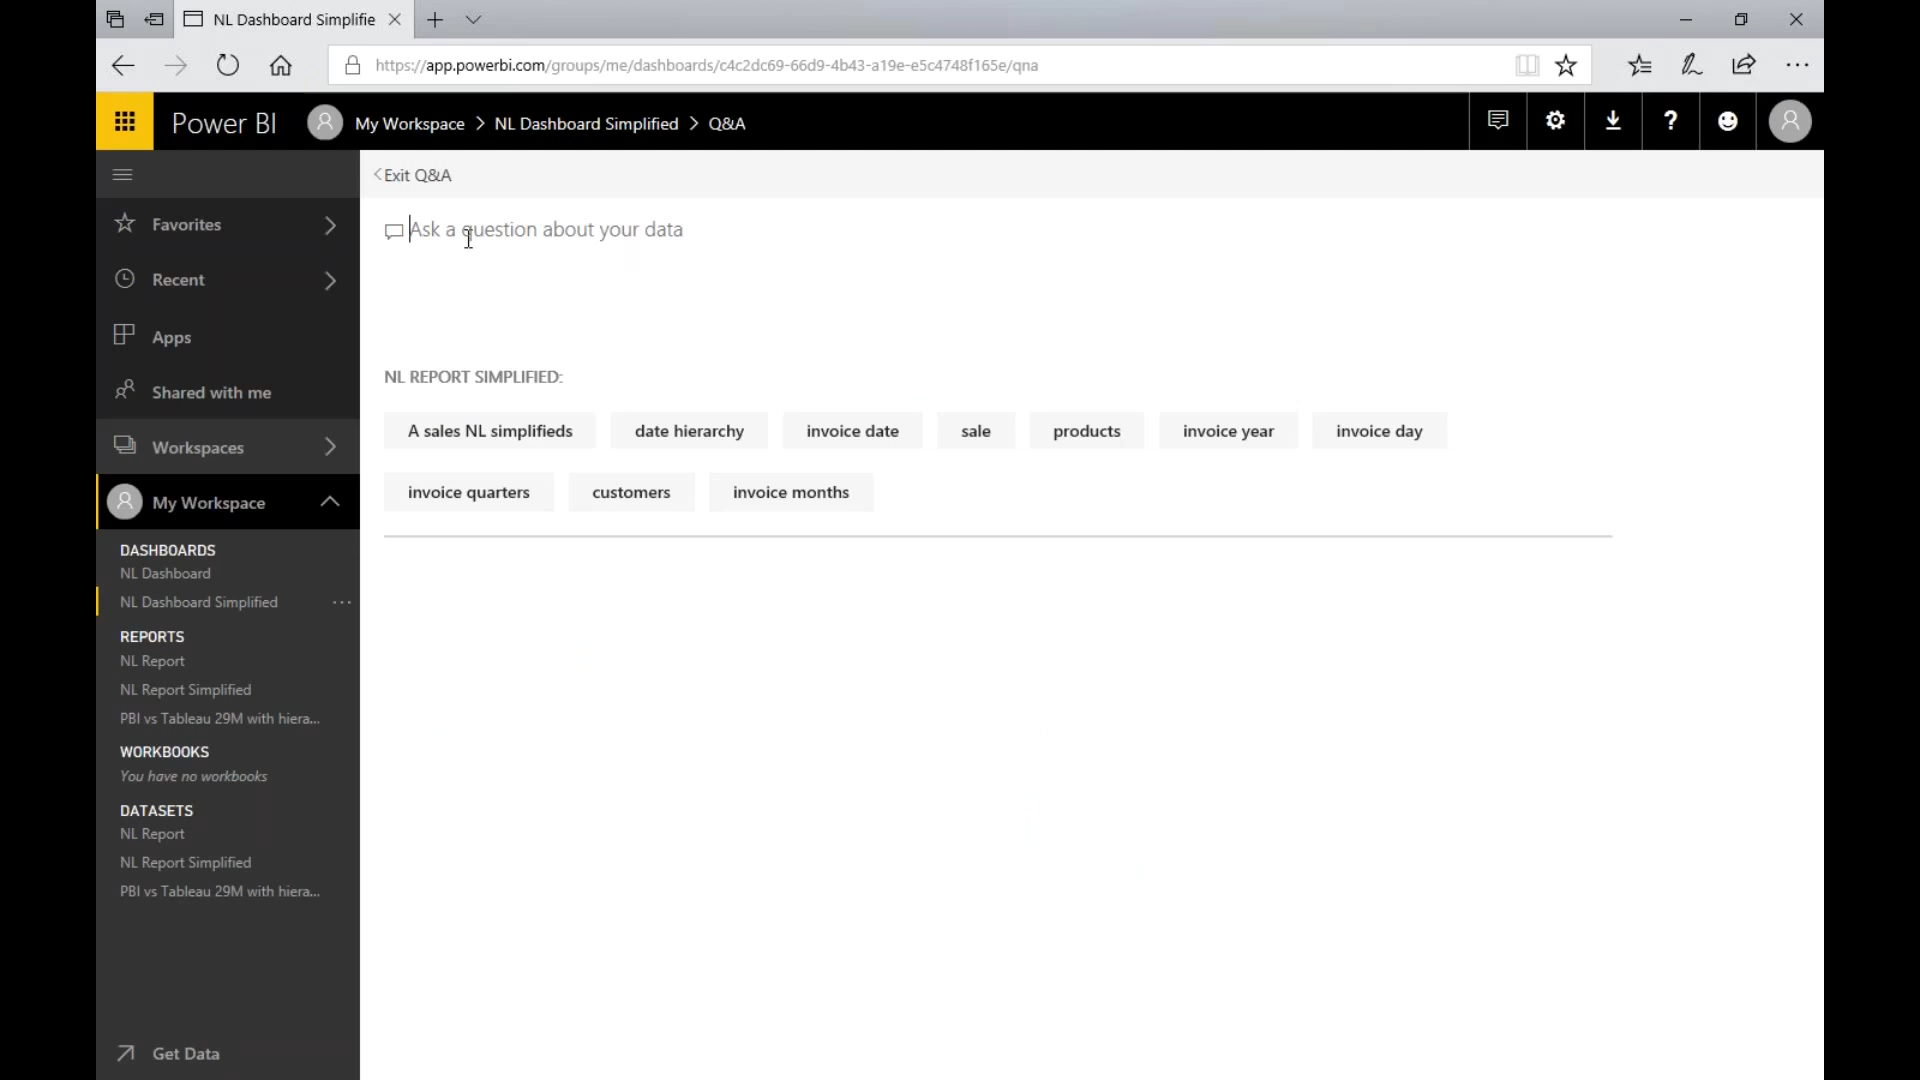 NL Dashboard Simplifie
https://app.powerbi.com/groups/me/dashboards/c4c2dc69-66d9-4b43-a19e-e5c4748f165e/qna
Power BI
My Workspace > NL Dashboard Simplified > Q&A
Exit Q&A
Ask a question about your data
NL REPORT SIMPLIFIED:
A sales NL simplifieds
date hierarchy
invoice date
sale
products
invoice year
invoice day
invoice quarters
customers
invoice months
Favorites
Recent
Apps
Shared with me
Workspaces
My Workspace
DASHBOARDS
NL Dashboard
NL Dashboard Simplified
REPORTS
NL Report
NL Report Simplified
PBI vs Tableau 29M with hiera...
WORKBOOKS
You have no workbooks
DATASETS
NL Report
NL Report Simplified
PBI vs Tableau 29M with hiera...
Get Data